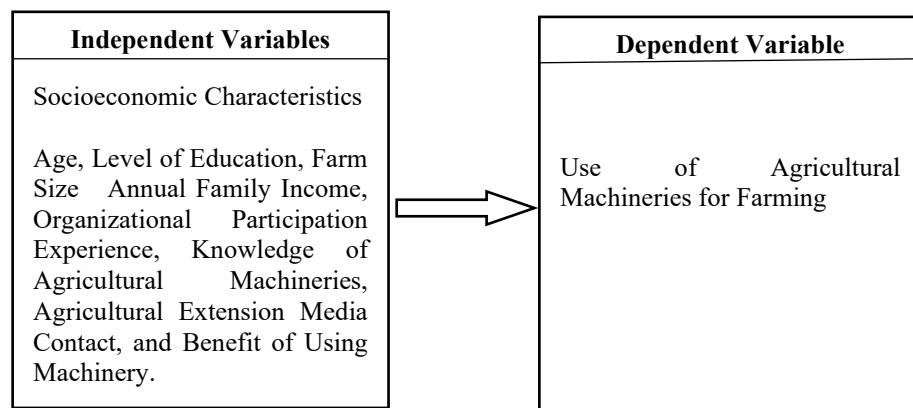 Independent Variables
Socioeconomic Characteristics
Age, Level of Education, Farm
Size Annual Family Income,
Organizational Participation
Experience, Knowledge of
Agricultural Machineries,
Agricultural Extension Media
Contact, and Benefit of Using
Machinery.
Dependent Variable
Use of Agricultural
Machineries for Farming